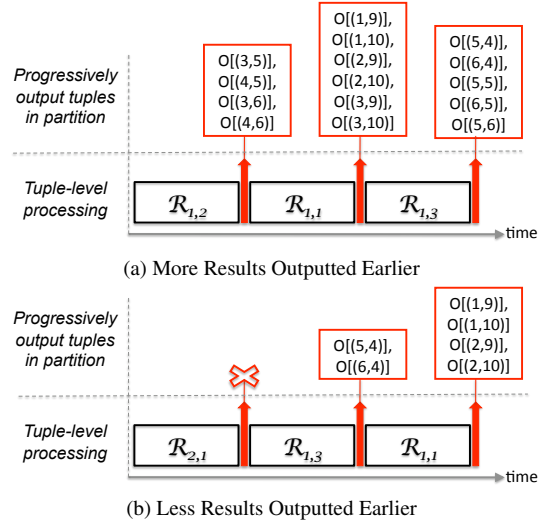 Progressively
output tuples
in partition
O[(3,5)],
O[(4,5)],
O[(3,6)],
O[(4,6)]
O[(1,9)],
O[(1,10),
O[(2,9)],
O[(2,10),
O[(3,9)],
O[(3,10)]
O[(5,4)],
O[(6,4)],
O[(5,5)],
O[(6,5)],
O[(5,6)]
Tuple-level
processing
R1,2
R1,1
R1,3
time
(a) More Results Outputted Earlier
Progressively
output tuples
in partition
O[(5,4)],
O[(6,4)]
O[(1,9)],
O[(1,10)]
O[(2,9)],
O[(2,10)]
Tuple-level
processing
R2,1
R1,3
R1,1
time
(b) Less Results Outputted Earlier